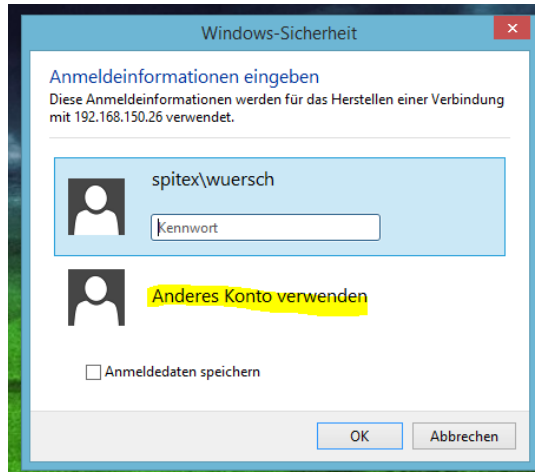 Windows-Sicherheit
Anmeldeinformationen eingeben
Diese Anmeldeinformationen werden für das Herstellen einer Verbindung
mit 192.168.150.26 verwendet.
spitex\wuersch
Kennwort
Anderes Konto verwenden
Anmeldedaten speichern
OK
Abbrechen